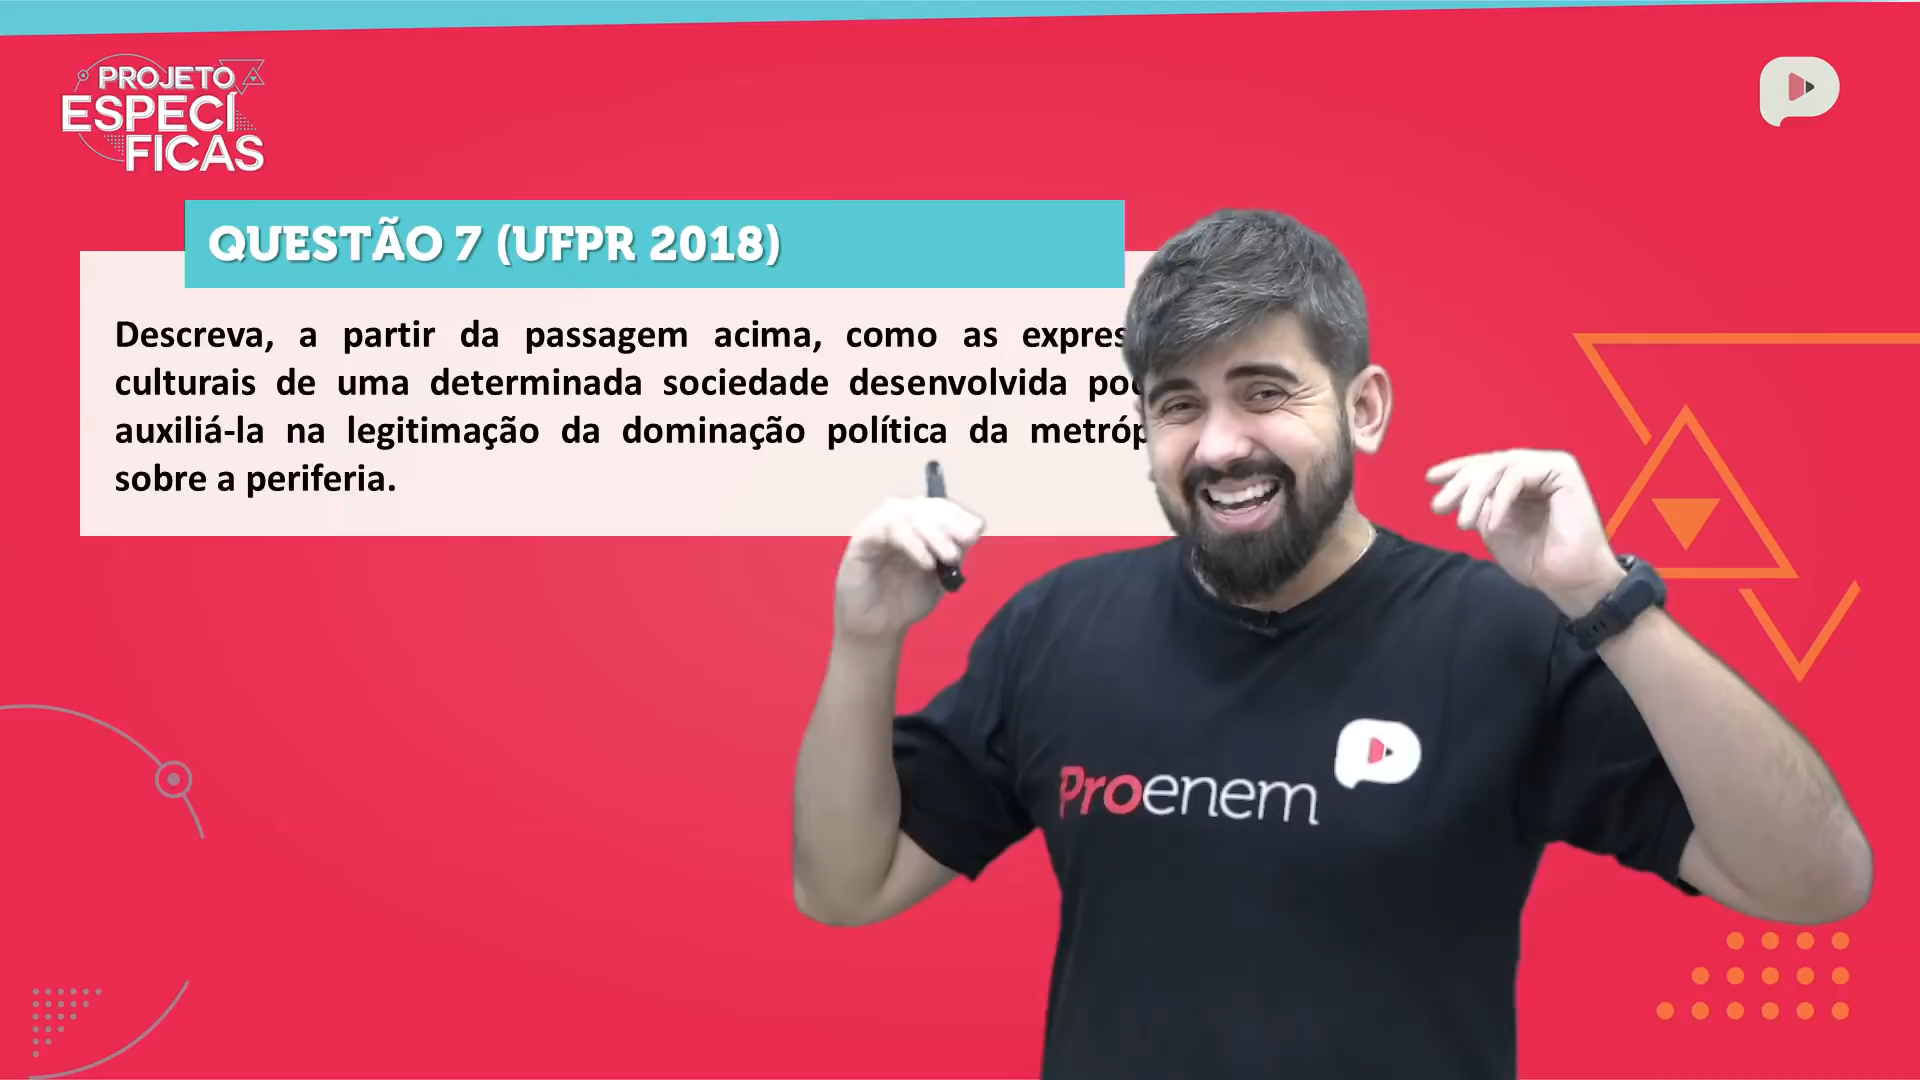 PROJETO
ESPECÍ
FICAS
QUESTÃO 7 (UFPR 2018)
Descreva, a partir da passagem acima, como as
culturais de uma determinada sociedade desenvolvida
auxiliá-la na legitimação da dominação política da
sobre a periferia.
Proenem